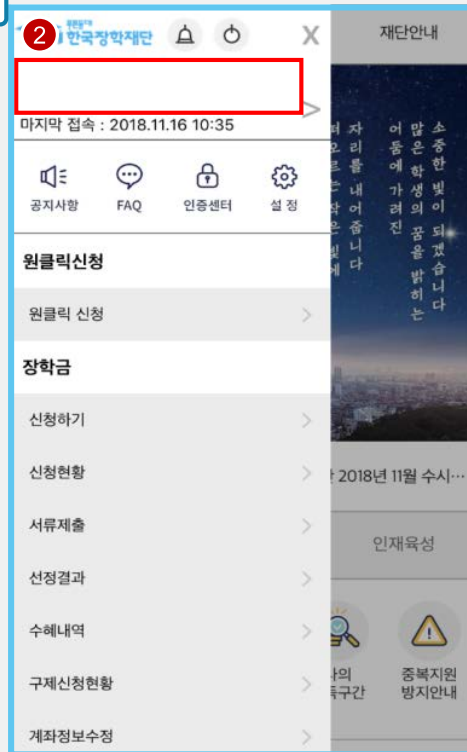 2
푸른등대
한국장학재단
X
재단안내
마지막 접속 : 2018.11.16 10:35
공지사항
FAQ
인증센터
설 정
소중한 빛이 되겠습니다
많은 학생의 꿈을 밝히는
어둠에 가려진
자리를 내어줍니다
원클릭신청
원클릭 신청
장학금
신청하기
신청현황
2018년 11월 수시…
서류제출
인재육성
선정결과
수혜내역
구제신청현황
중복지원
방지안내
계좌정보수정